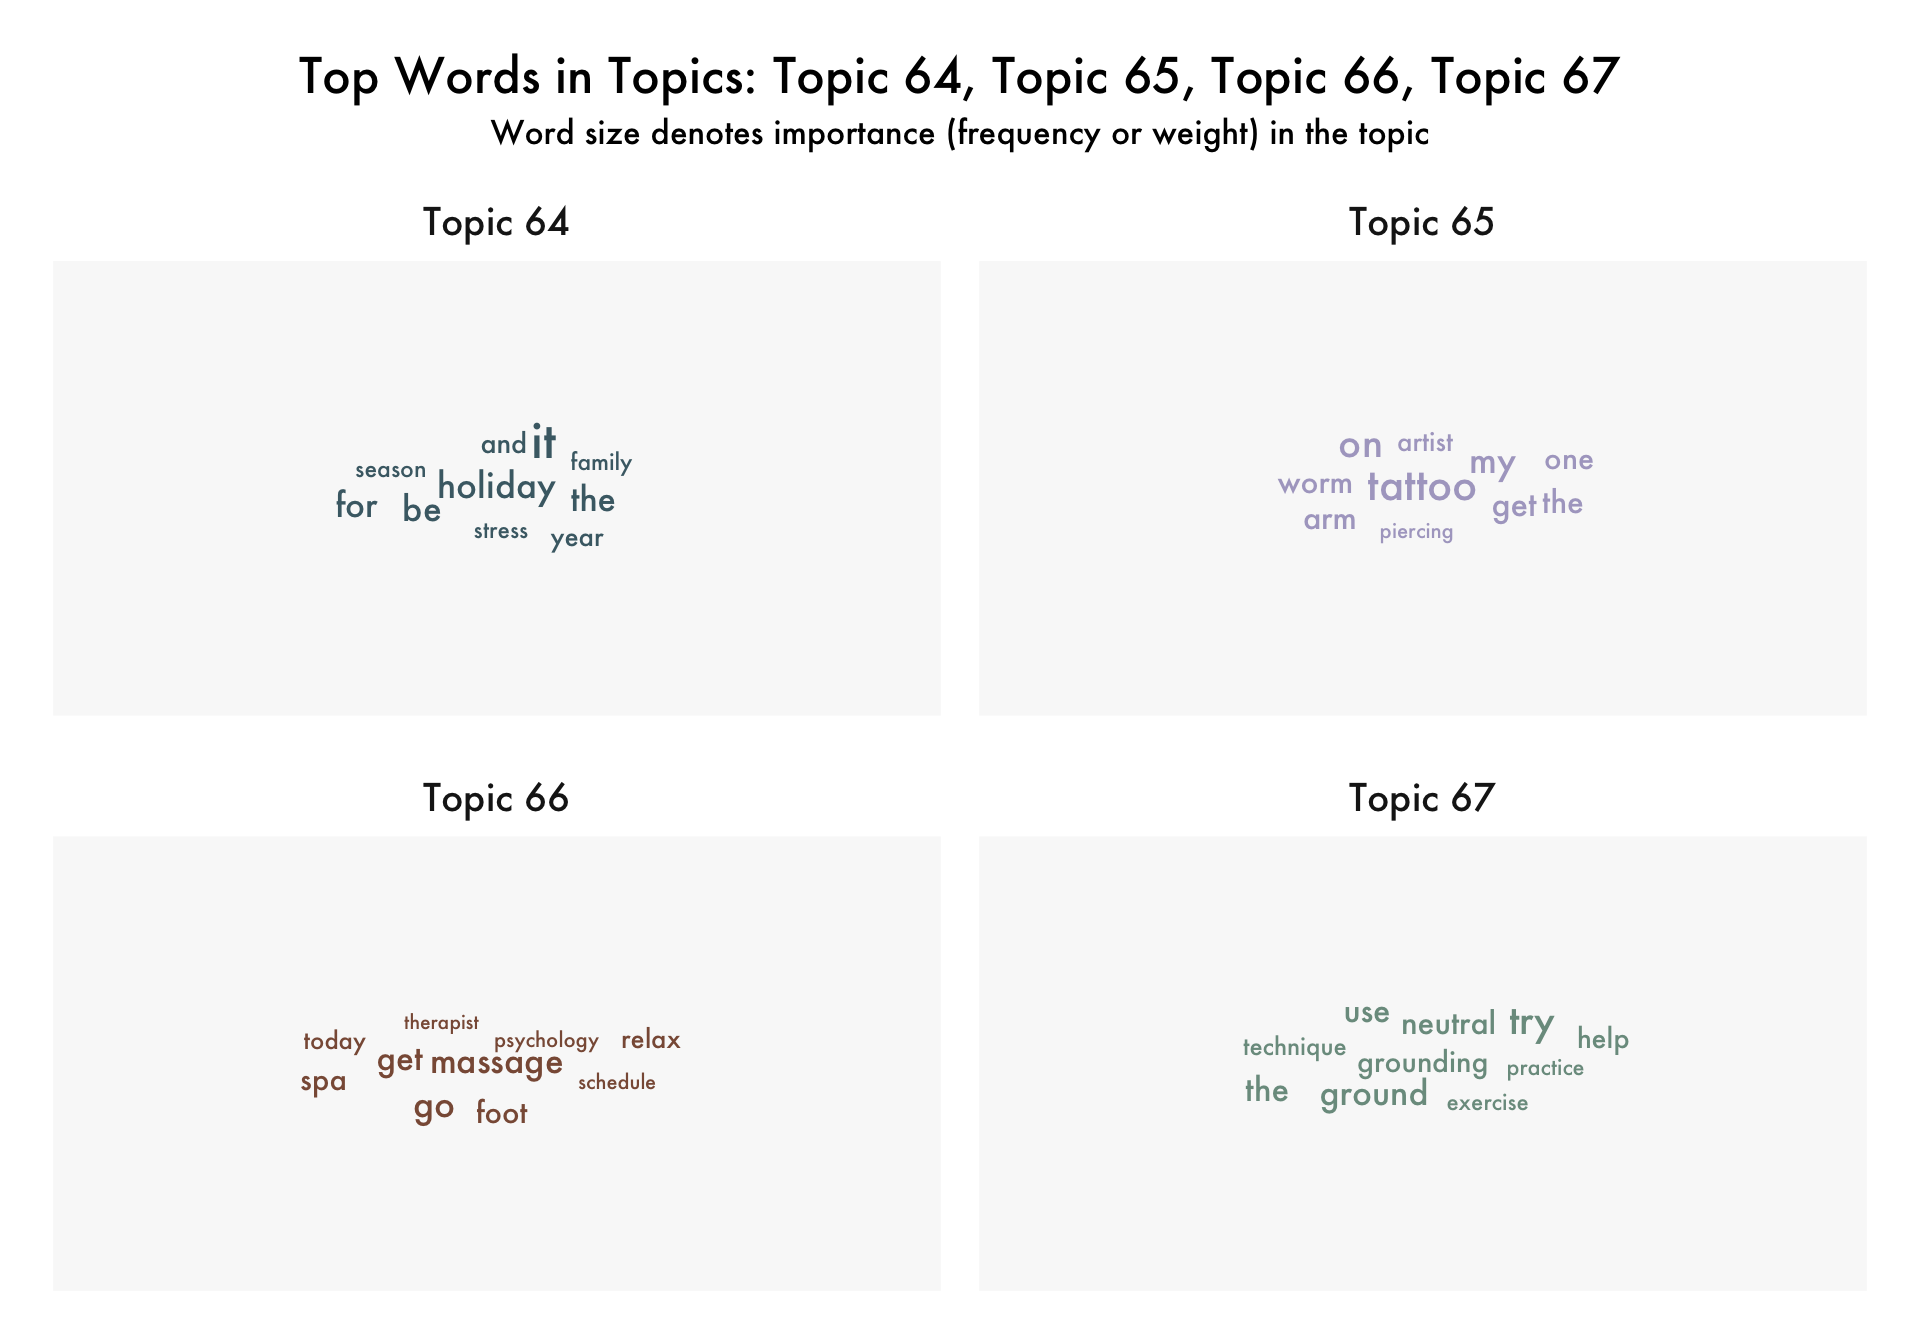 Top Words in Topics: Topic 64, Topic 65, Topic 66, Topic 67
Word size denotes importance (frequency or weight) in the topic
Topic 64
and it
family
season
holiday
for be the
stress
year
Topic 65
on artist
my one
worm tattoo
get the
arm
piercing
Topic 66
therapist
today psychology relax
get massage
spa schedule
go foot
Topic 67
use neutral try
help
technique
grounding practice
the ground exercise